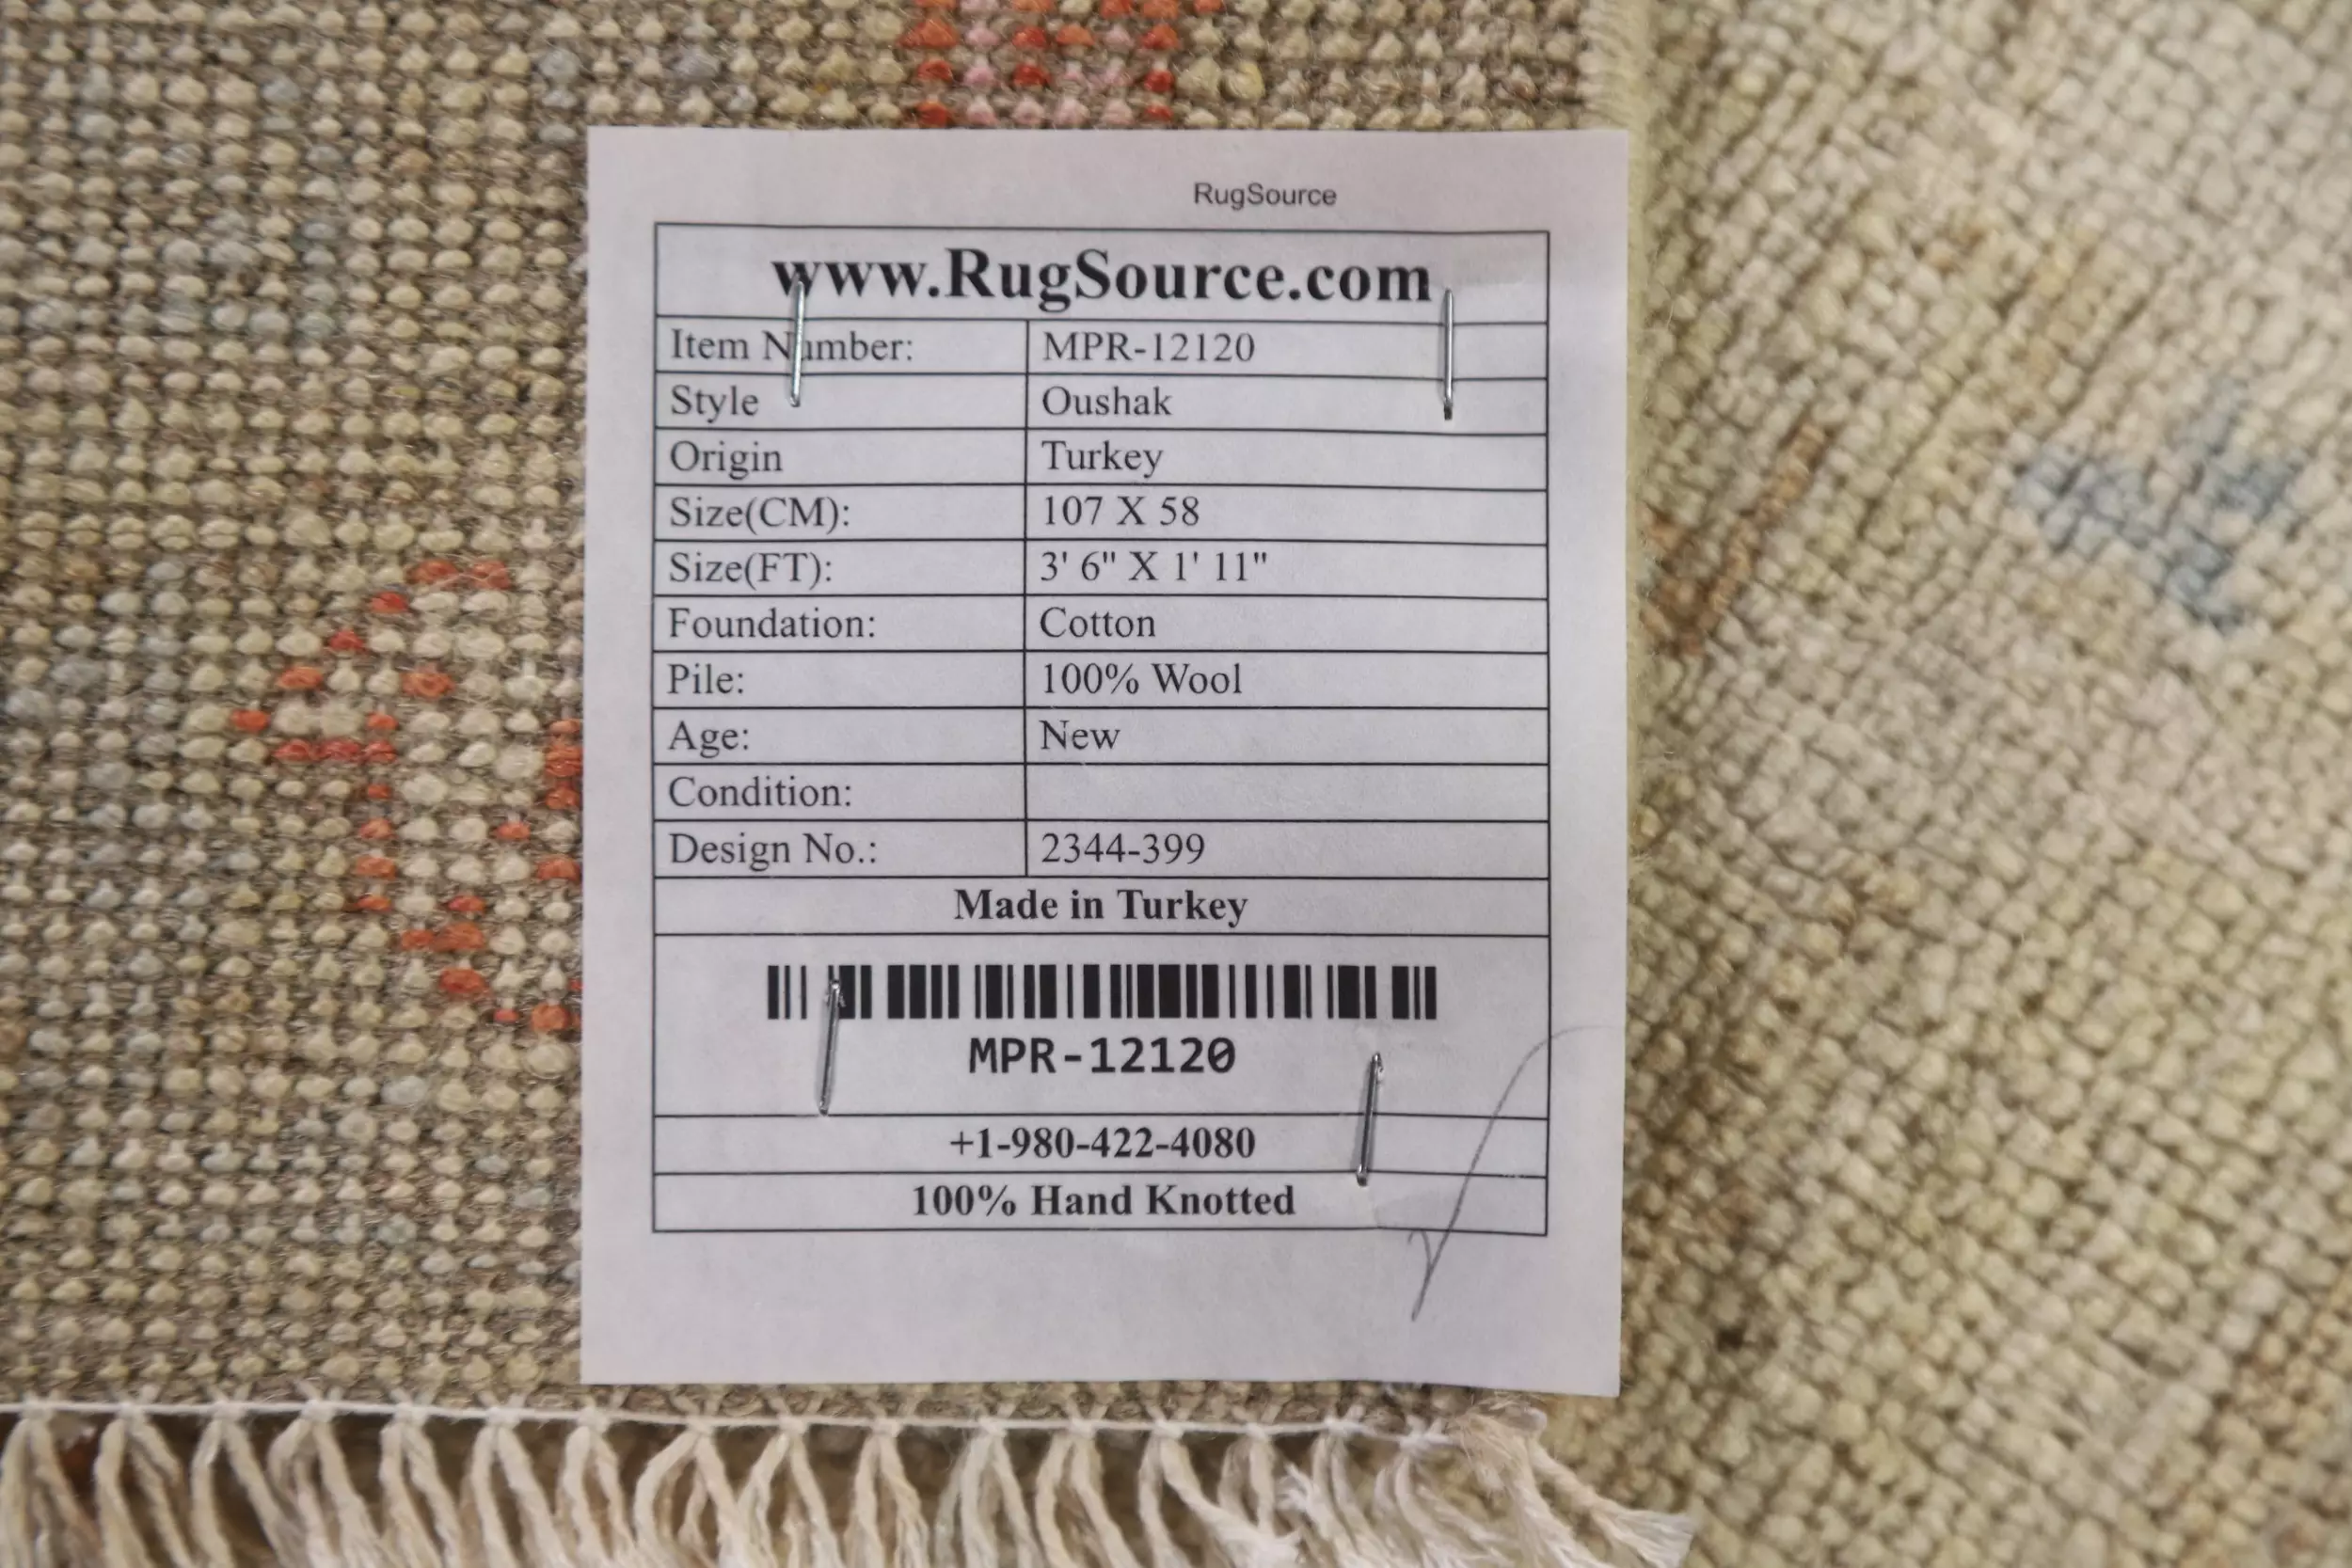 RugSource
www.RugSource.com
Item Number: MPR-12120
Style Oushak
Origin Turkey
Size(CM): 107 X 58
Size(FT): 3' 6" X 1' 11"
Foundation: Cotton
Pile: 100% Wool
Age: New
Condition:
Design No.: 2344-399
Made in Turkey
MPR-12120
+1-980-422-4080
100% Hand Knotted